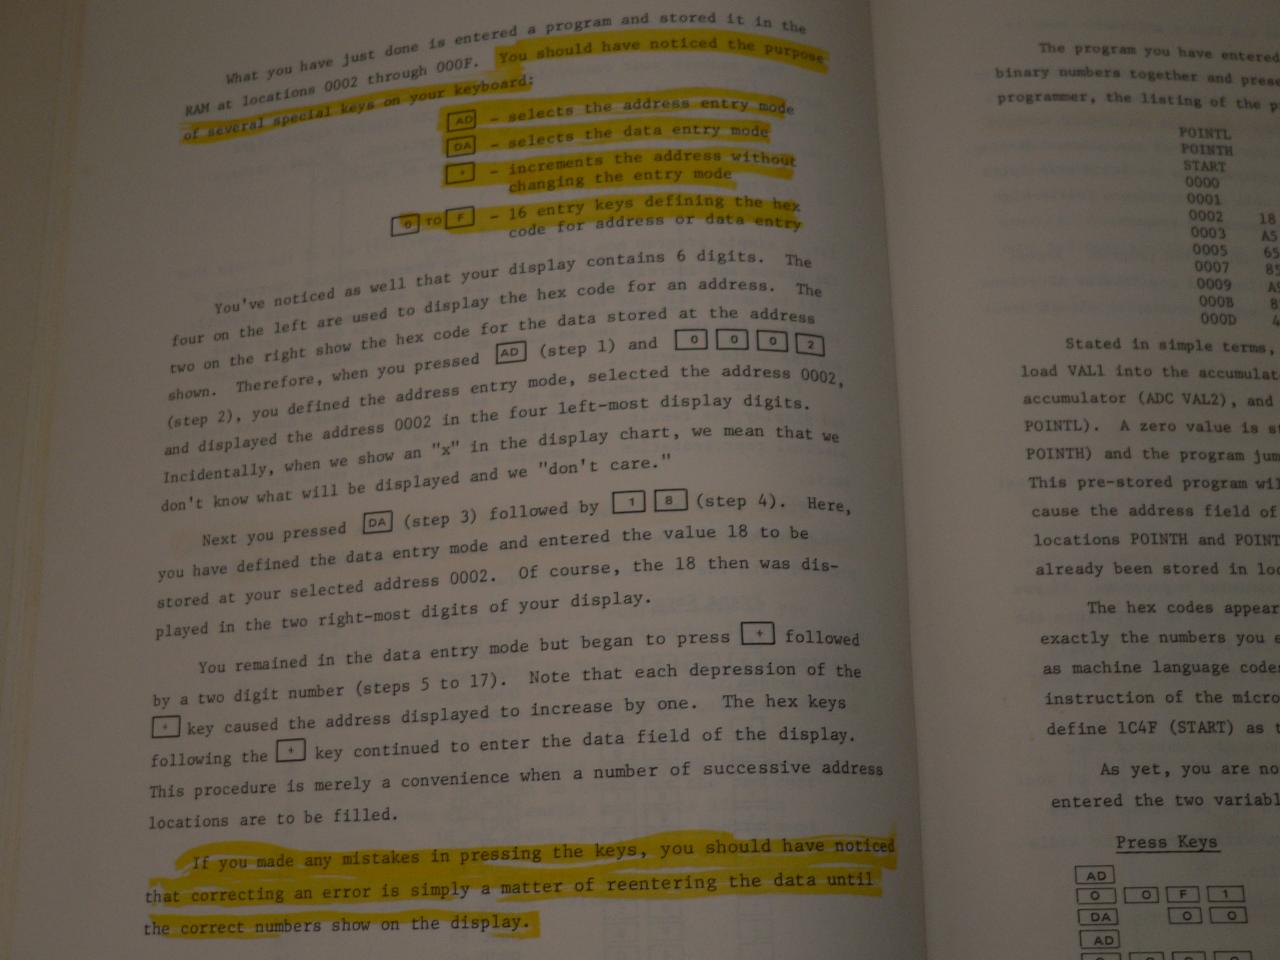 What you have just done is entered a program and stored it in the
RAM at locations 0002 through 000F. You should have noticed the purpose
of several special keys on your keyboard:
AD - selects the address entry mode
DA - selects the data entry mode
+ - increments the address without
changing the entry mode
0 TO F - 16 entry keys defining the hex
code for address or data entry
You've noticed as well that your display contains 6 digits. The
four on the left are used to display the hex code for an address. The
two on the right show the hex code for the data stored at the address
shown. Therefore, when you pressed AD (step 1) and 0 0 0 2
(step 2), you defined the address entry mode, selected the address 0002,
and displayed the address 0002 in the four left-most display digits.
Incidentally, when we show an "x" in the display chart, we mean that we
don't know what will be displayed and we "don't care."
Next you pressed DA (step 3) followed by 1 8 (step 4). Here,
you have defined the data entry mode and entered the value 18 to be
stored at your selected address 0002. Of course, the 18 then was dis-
played in the two right-most digits of your display.
You remained in the data entry mode but began to press + followed
by a two digit number (steps 5 to 17). Note that each depression of the
+ key caused the address displayed to increase by one. The hex keys
following the + key continued to enter the data field of the display.
This procedure is merely a convenience when a number of successive address
locations are to be filled.
If you made any mistakes in pressing the keys, you should have noticed
that correcting an error is simply a matter of reentering the data until
the correct numbers show on the display.
The program you have entered
binary numbers together and
programmer, the listing of the
POINTL
POINTH
START
0000
0001
0002 18
0003 A5
0005 65
0007
0009
000B
000D
Stated in simple terms,
load VAL1 into the
accumulator (ADC VAL2), and
POINTL). A zero value is
POINTH) and the program
This pre-stored program
cause the address field of
locations POINTH and
already been stored in
The hex codes
exactly the numbers you
as machine language
instruction of the
define 1C4F (START) as
As yet, you are
entered the two
Press Keys
AD
0 0 F 1
DA 0 0
AD